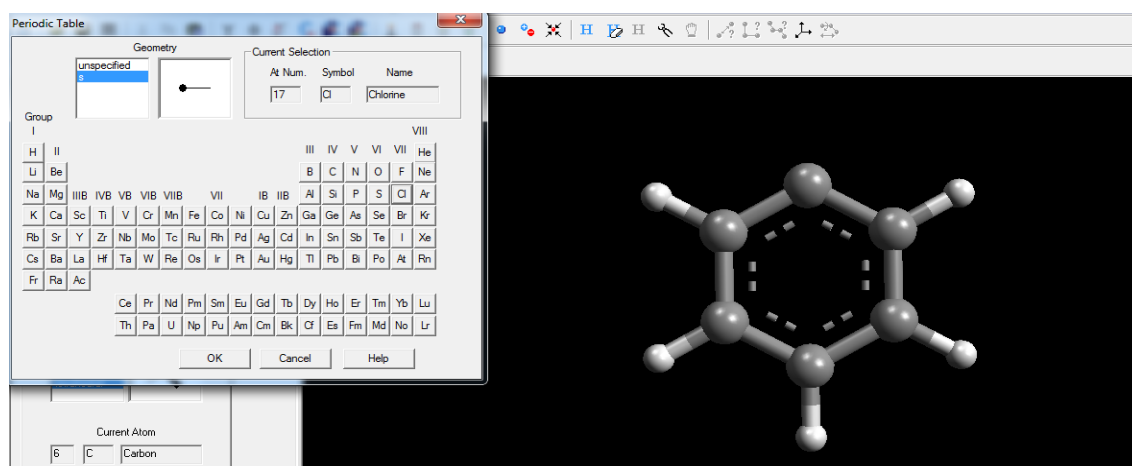 Periodic Table
Geometry
unspecified
s
Current Selection
At Num. Symbol Name
17 Cl Chlorine
Group
I VIII
H II III IV V VI VII He
Li Be B C N O F Ne
Na Mg IIIB IVB VB VIB VIIB VII IB IIB Al Si P S Cl Ar
K Ca Sc Ti V Cr Mn Fe Co Ni Cu Zn Ga Ge As Se Br Kr
Rb Sr Y Zr Nb Mo Tc Ru Rh Pd Ag Cd In Sn Sb Te I Xe
Cs Ba La Hf Ta W Re Os Ir Pt Au Hg Tl Pb Bi Po At Rn
Fr Ra Ac
Ce Pr Nd Pm Sm Eu Gd Tb Dy Ho Er Tm Yb Lu
Th Pa U Np Pu Am Cm Bk Cf Es Fm Md No Lr
OK Cancel Help
Current Atom
6 C Carbon
H H H